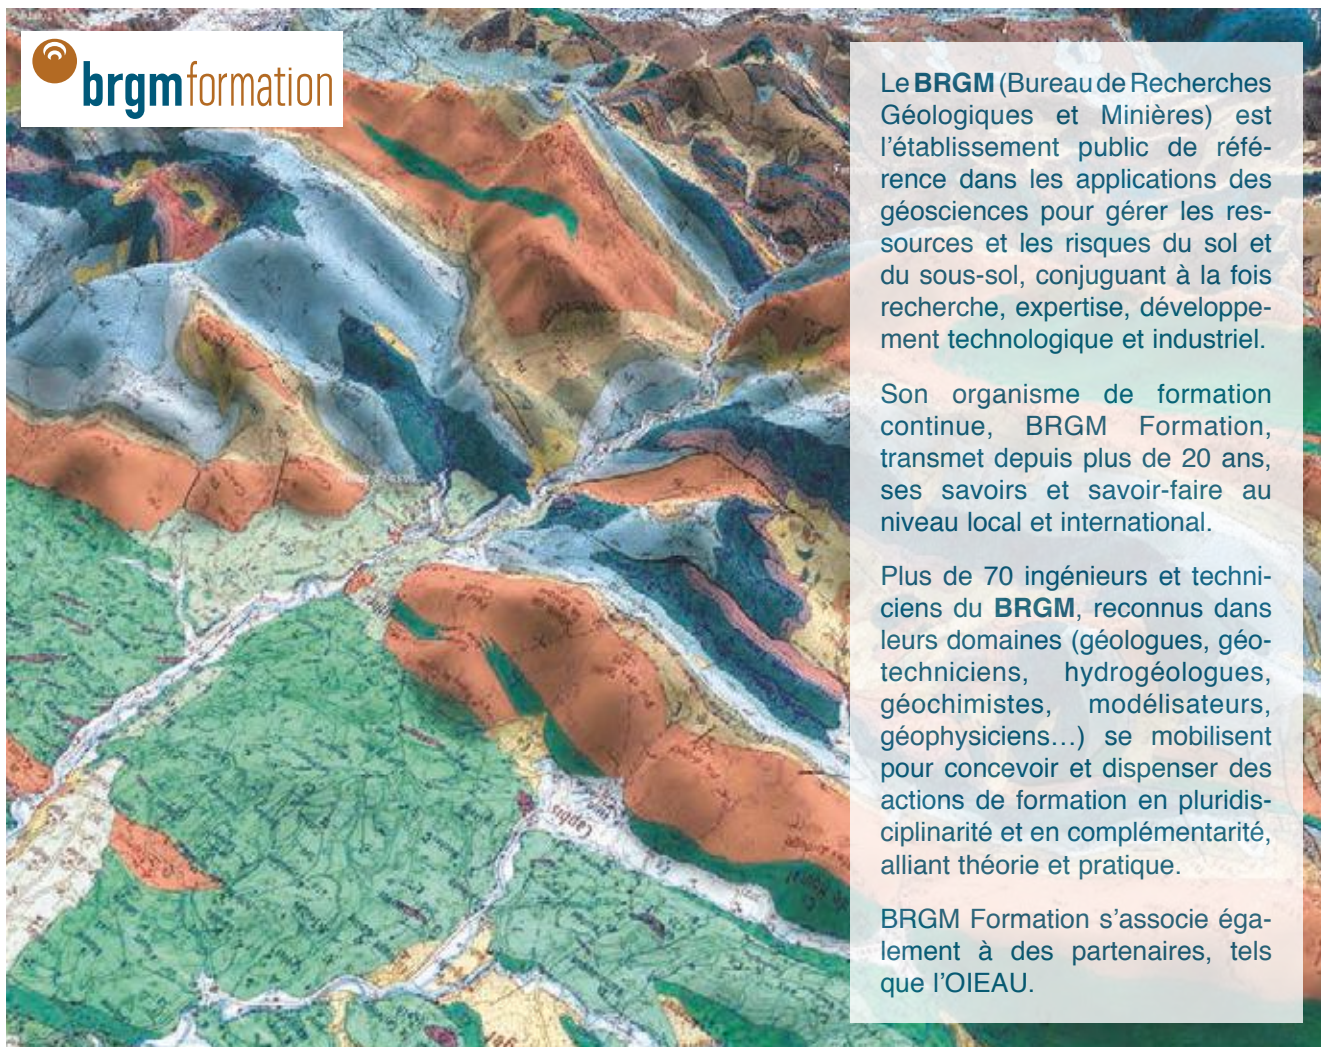 brgm formation
Le BRGM (Bureau de Recherches
Géologiques et Minières) est
l'établissement public de réfé-
rence dans les applications des
géosciences pour gérer les res-
sources et les risques du sol et
du sous-sol, conjuguant à la fois
recherche, expertise, développe-
ment technologique et industriel.
Son organisme de formation
continue, BRGM Formation,
transmet depuis plus de 20 ans,
ses savoirs et savoir-faire au
niveau local et international.
Plus de 70 ingénieurs et techni-
ciens du BRGM, reconnus dans
leurs domaines (géologues, géo-
techniciens, hydrogéologues,
géochimistes, modélisateurs,
géophysiciens...) se mobilisent
pour concevoir et dispenser des
actions de formation en pluridis-
ciplinarité et en complémentarité,
alliant théorie et pratique.
BRGM Formation s'associe éga-
lement à des partenaires, tels
que l'OIEAU.